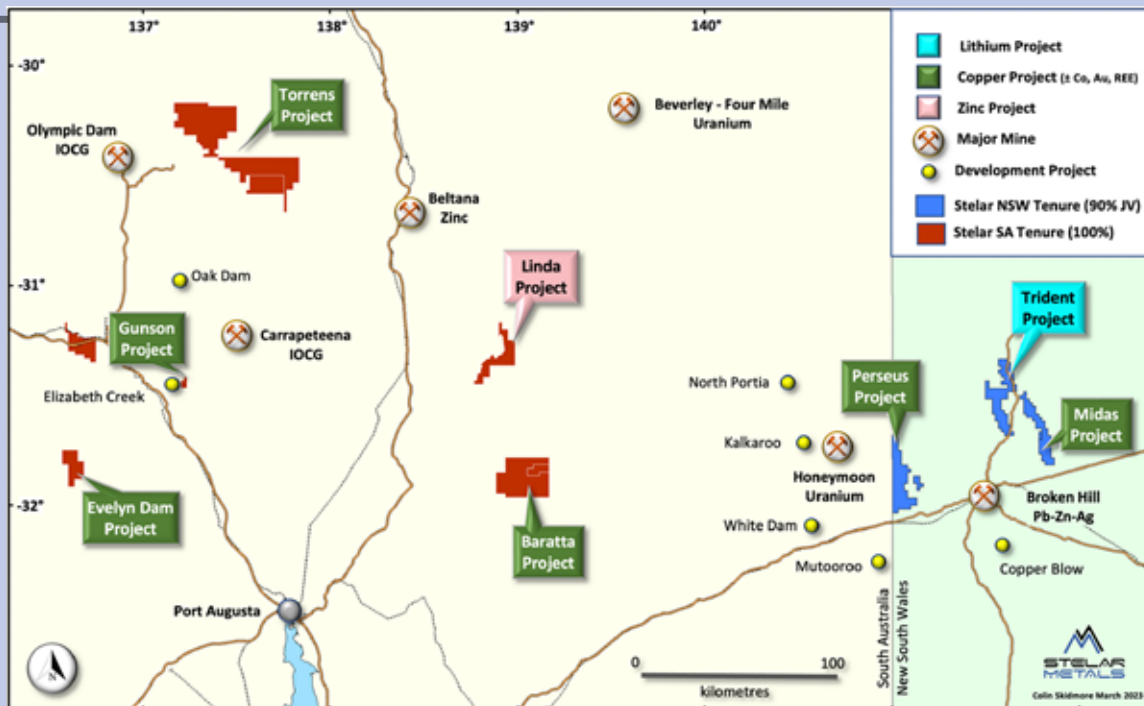 137°
138°
139°
140°
-30°
-31°
-32°
Torrens
Project
Olympic Dam
IOCG
Beverley - Four Mile
Uranium
Beltana
Zinc
Oak Dam
Linda
Project
Gunson
Project
Carrapeteena
IOCG
Elizabeth Creek
Evelyn Dam
Project
Baratta
Project
Port Augusta
North Portia
Kalkaroo
Honeymoon
Uranium
White Dam
Mutooroo
Perseus
Project
Trident
Project
Midas
Project
Broken Hill
Pb-Zn-Ag
Copper Blow
South Australia
New South Wales
0
100
kilometres
N
Lithium Project
Copper Project (± Co, Au, REE)
Zinc Project
Major Mine
Development Project
Stelar NSW Tenure (90% JV)
Stelar SA Tenure (100%)
STELAR
METALS
Colin Skidmore March 2023